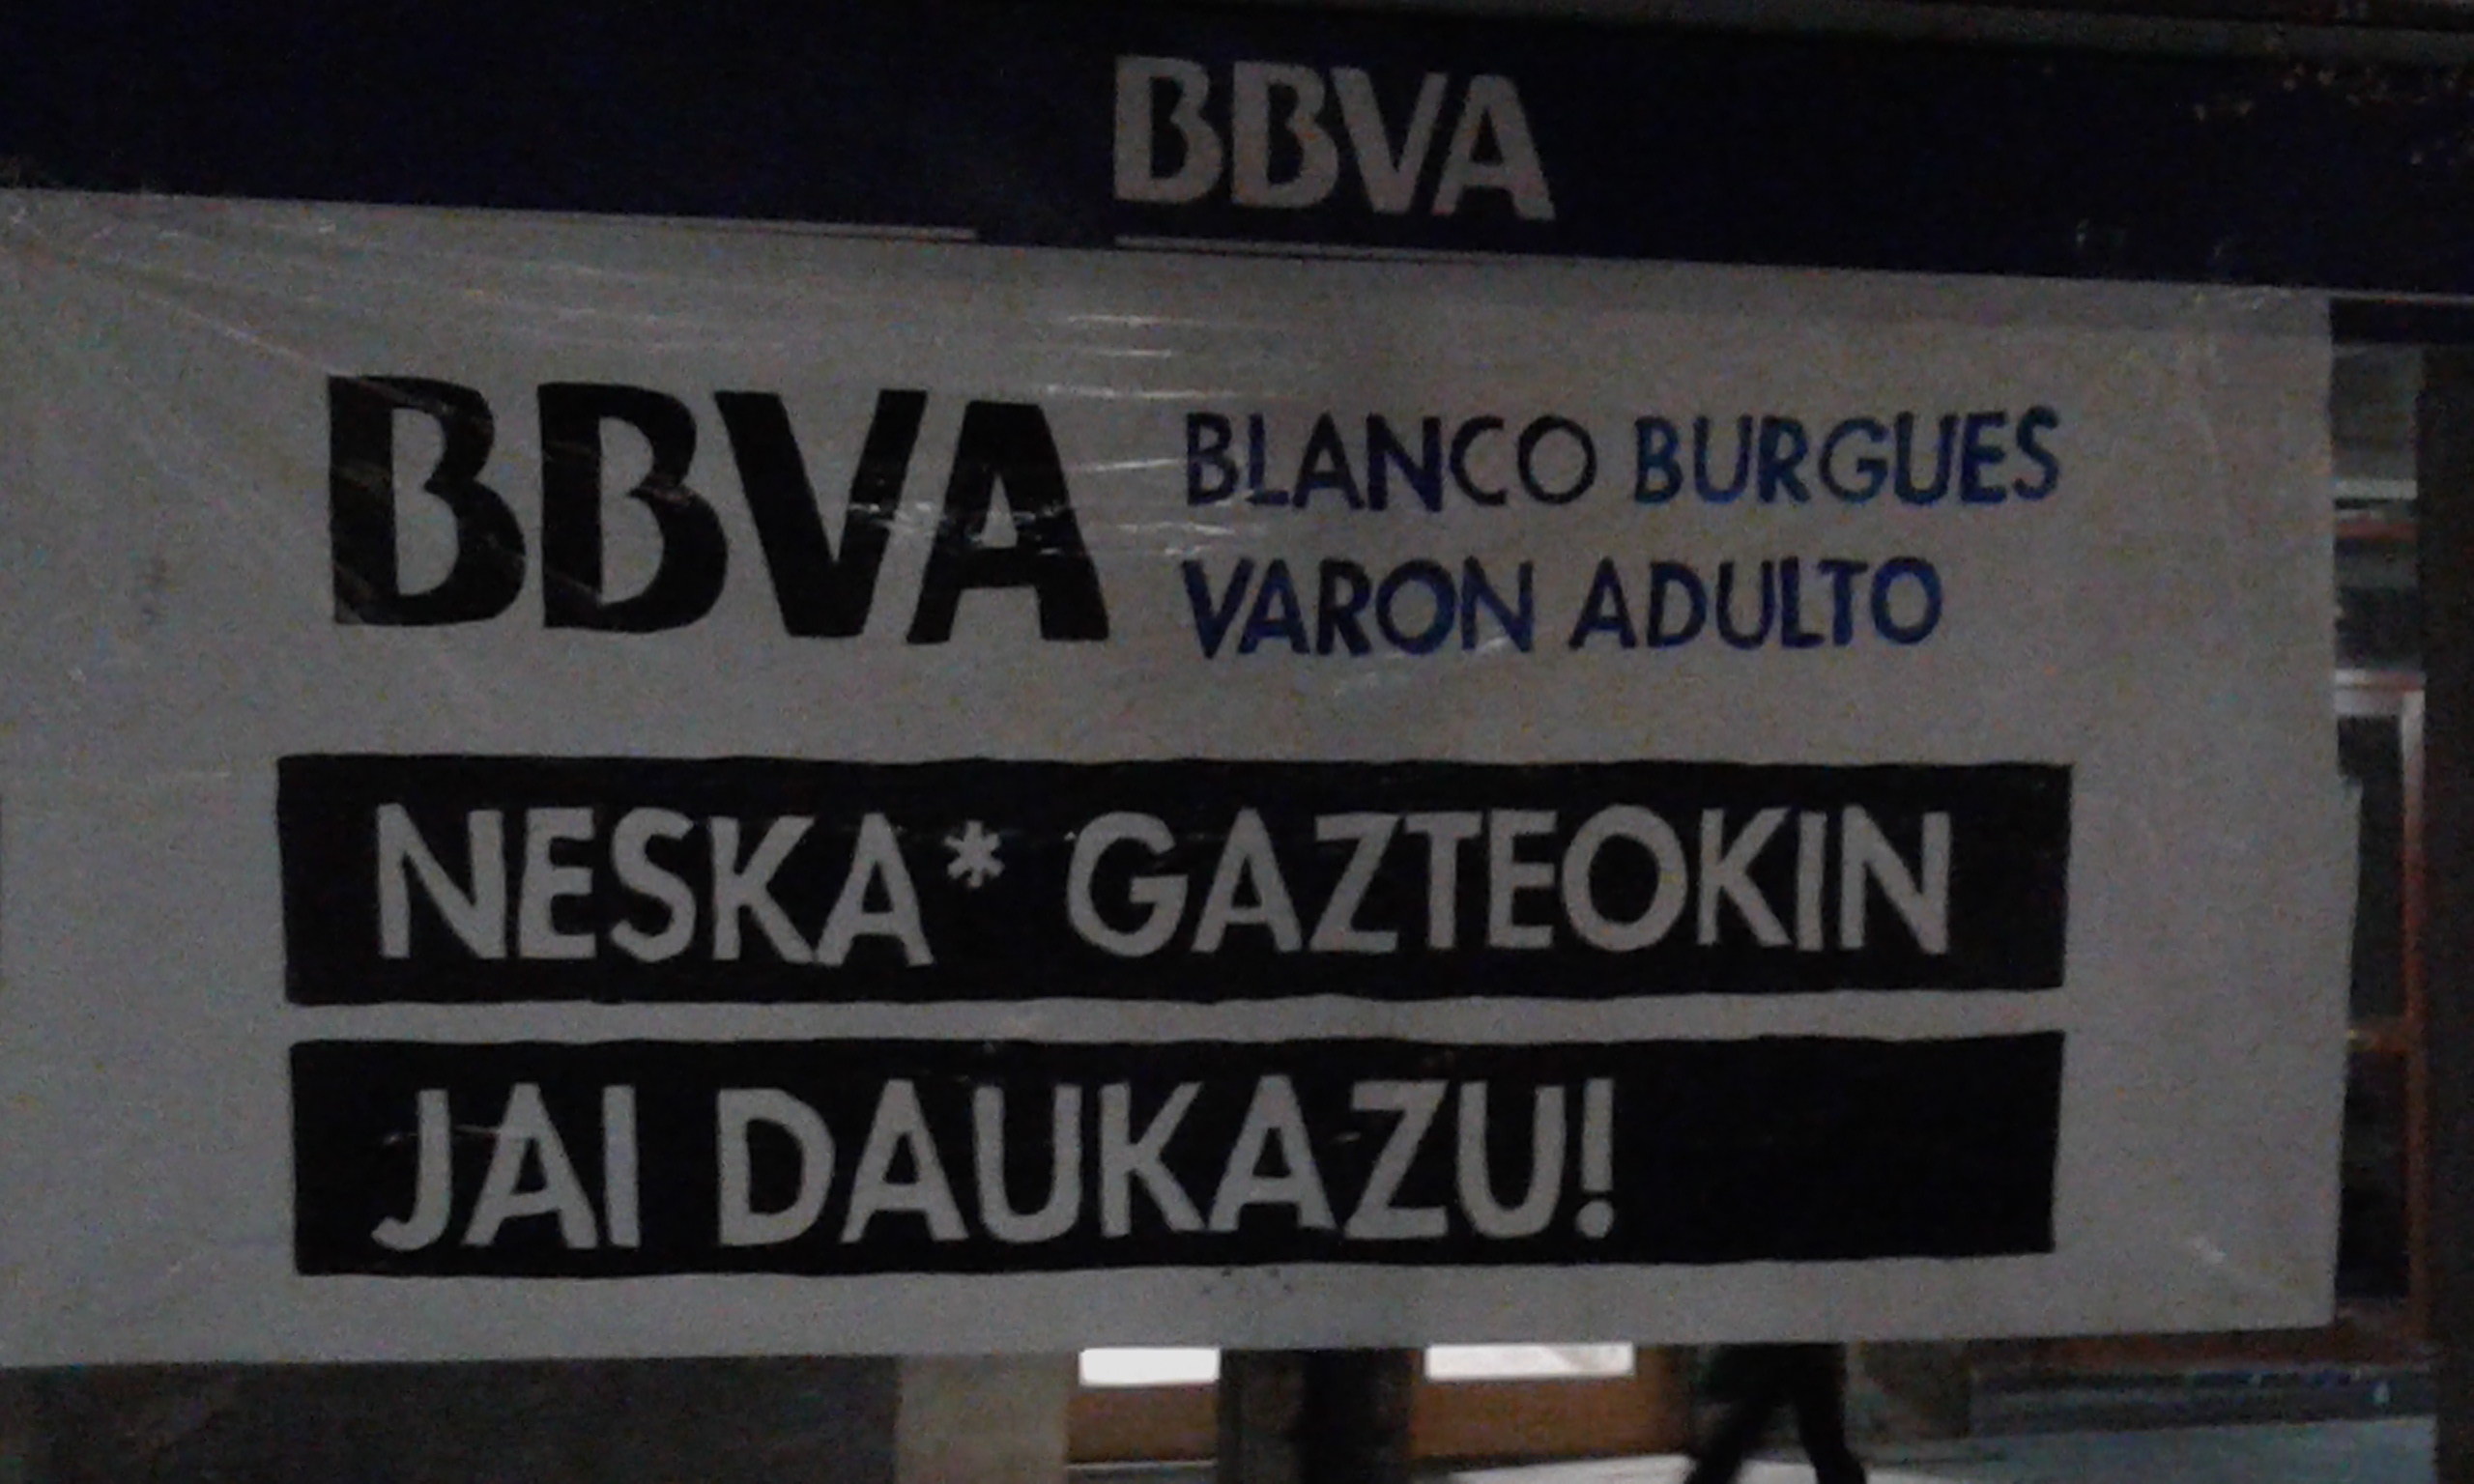 BBVA
BBVA
BLANCO BURGUES
VARON ADULTO
NESKA* GAZTEOKIN
JAI DAUKAZU!